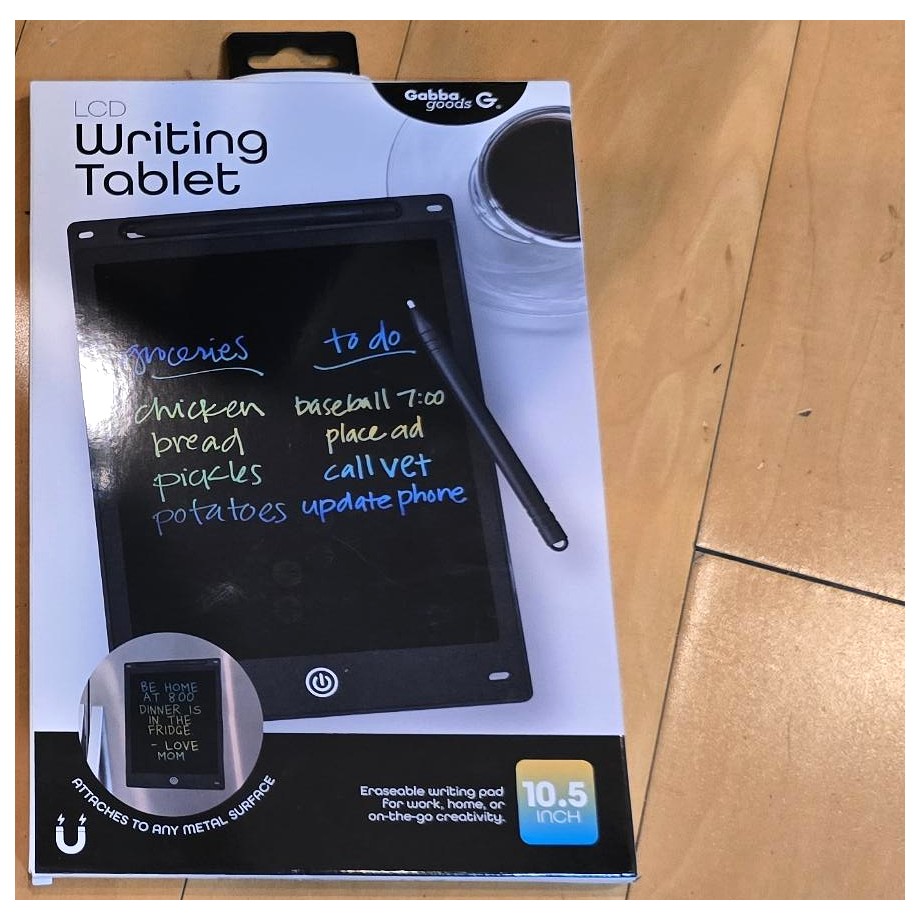 Gabba
goods G®
LCD
Writing
Tablet
groceries
chicken
bread
pickles
potatoes
to do
baseball 7:00
place ad
call vet
update phone
BE HOME
AT 8:00
DINNER IS
IN THE
FRIDGE
- LOVE
MOM
ATTACHES TO ANY METAL SURFACE
Eraseable writing pad
for work, home, or
on-the-go creativity.
10.5
INCH